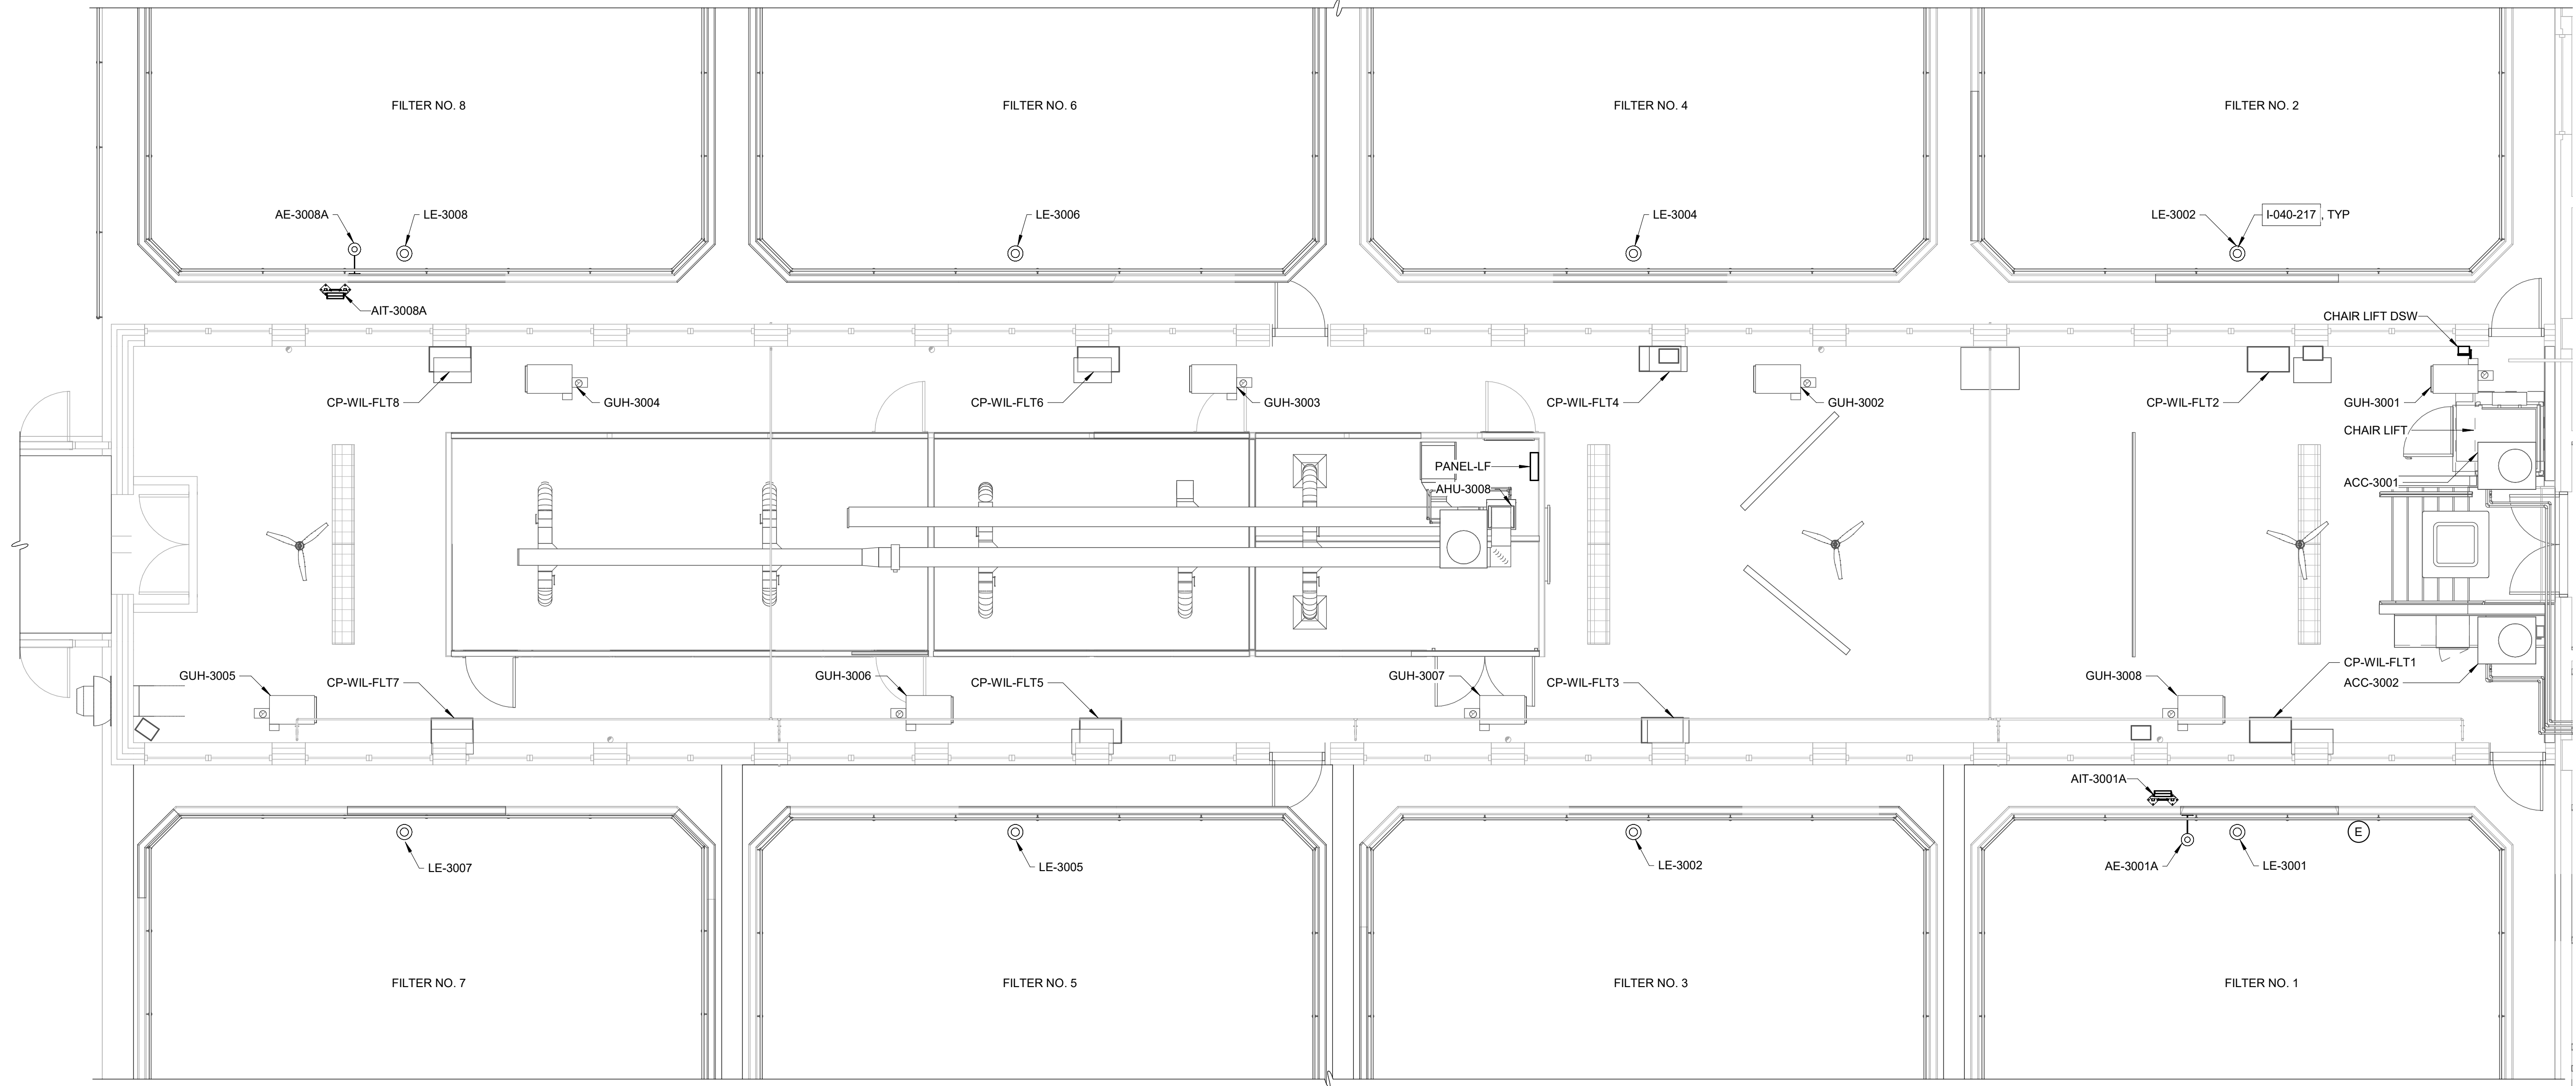 FILTER NO. 8
FILTER NO. 6
FILTER NO. 4
FILTER NO. 2
AE-3008A
LE-3008
LE-3006
LE-3004
LE-3002
I-040-217 , TYP
AIT-3008A
CHAIR LIFT DSW
CP-WIL-FLT8
GUH-3004
CP-WIL-FLT6
GUH-3003
CP-WIL-FLT4
GUH-3002
CP-WIL-FLT2
GUH-3001
CHAIR LIFT
PANEL-LF
ACC-3001
AHU-3008
GUH-3005
CP-WIL-FLT7
GUH-3006
CP-WIL-FLT5
GUH-3007
CP-WIL-FLT3
GUH-3008
CP-WIL-FLT1
ACC-3002
AIT-3001A
E
LE-3007
LE-3005
LE-3002
AE-3001A
LE-3001
FILTER NO. 7
FILTER NO. 5
FILTER NO. 3
FILTER NO. 1